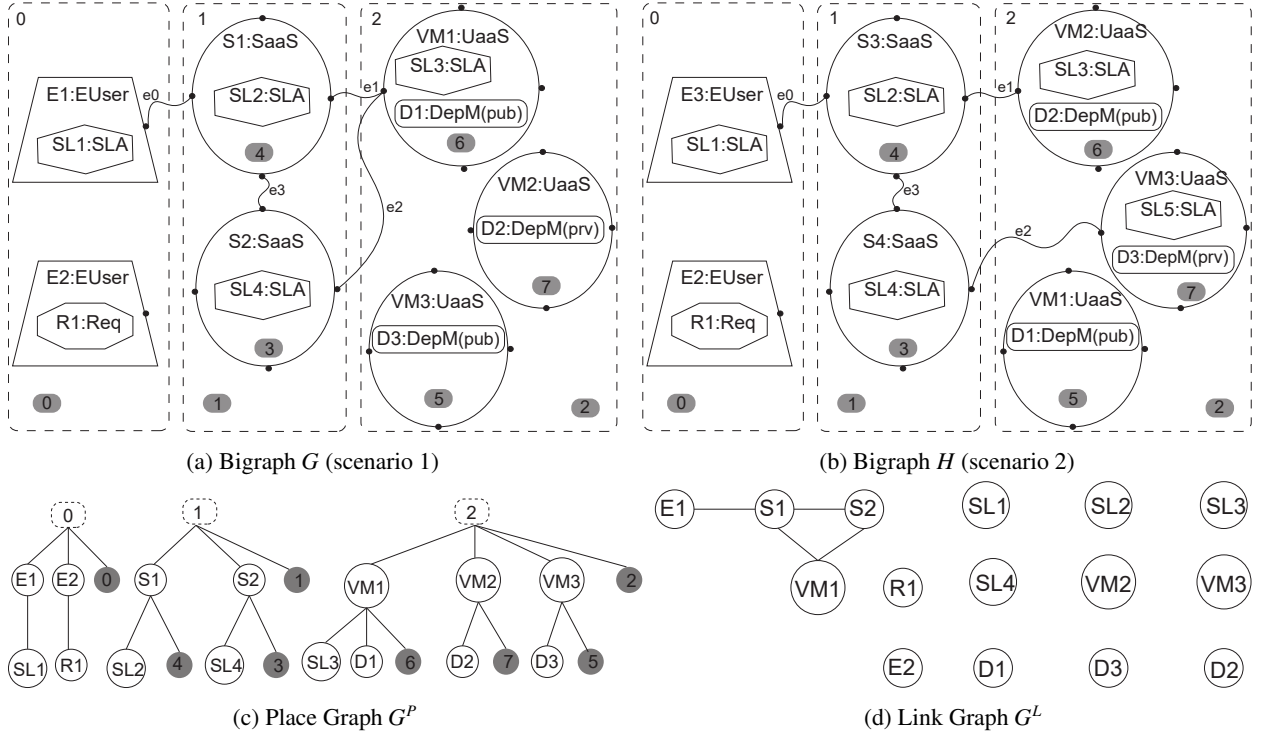 0
1
2
E1:EUser
SL1:SLA
e0
S1:SaaS
SL2:SLA
4
e1
e3
VM1:UaaS
SL3:SLA
D1:DepM(pub)
6
E2:EUser
R1:Req
S2:SaaS
SL4:SLA
3
e2
VM2:UaaS
D2:DepM(prv)
7
VM3:UaaS
D3:DepM(pub)
5
0
1
2
(a) Bigraph G (scenario 1)
0
1
2
E3:EUser
SL1:SLA
e0
S3:SaaS
SL2:SLA
4
e1
e3
VM2:UaaS
SL3:SLA
D2:DepM(pub)
6
E2:EUser
R1:Req
S4:SaaS
SL4:SLA
3
e2
VM3:UaaS
SL5:SLA
D3:DepM(prv)
7
VM1:UaaS
D1:DepM(pub)
5
0
1
2
(b) Bigraph H (scenario 2)
0
1
2
E1 E2 0 S1 S2 1 VM1 VM2 VM3 2
SL1 R1 SL2 4 SL4 3 SL3 D1 6 D2 7 D3 5
(c) Place Graph G^P
E1 S1 S2 SL1 SL2 SL3
VM1 R1 SL4 VM2 VM3
E2 D1 D3 D2
(d) Link Graph G^L